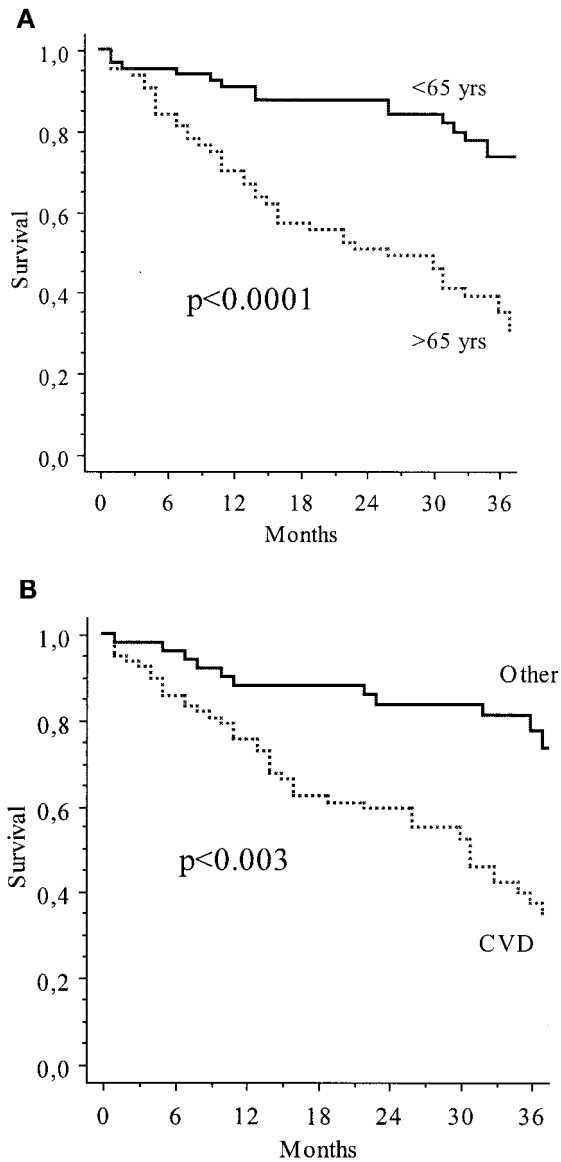 A
1,0
<65 yrs
0,8
0,6
Survival
0,4
p<0.0001
>65 yrs
0,2
0,0
0 6 12 18 24 30 36
Months
B
1,0
Other
0,8
0,6
Survival
p<0.003
0,4
CVD
0,2
0,0
0 6 12 18 24 30 36
Months